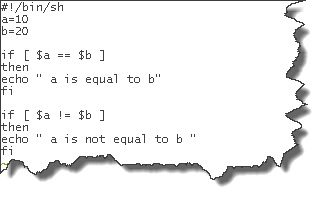 #!/bin/sh
a=10
b=20
if [ $a == $b ]
then
echo " a is equal to b"
fi
if [ $a != $b ]
then
echo " a is not equal to b "
fi